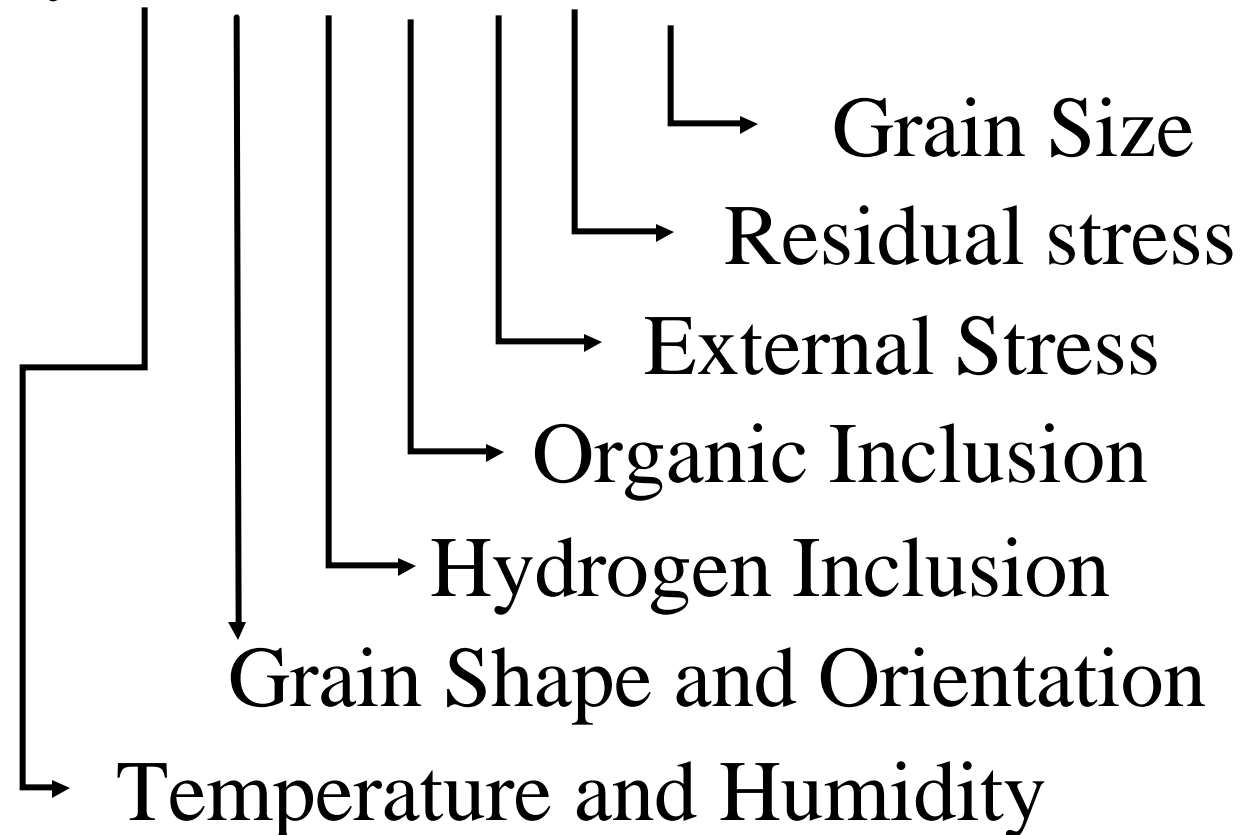 Grain Size
Residual stress
External Stress
Organic Inclusion
Hydrogen Inclusion
Grain Shape and Orientation
Temperature and Humidity